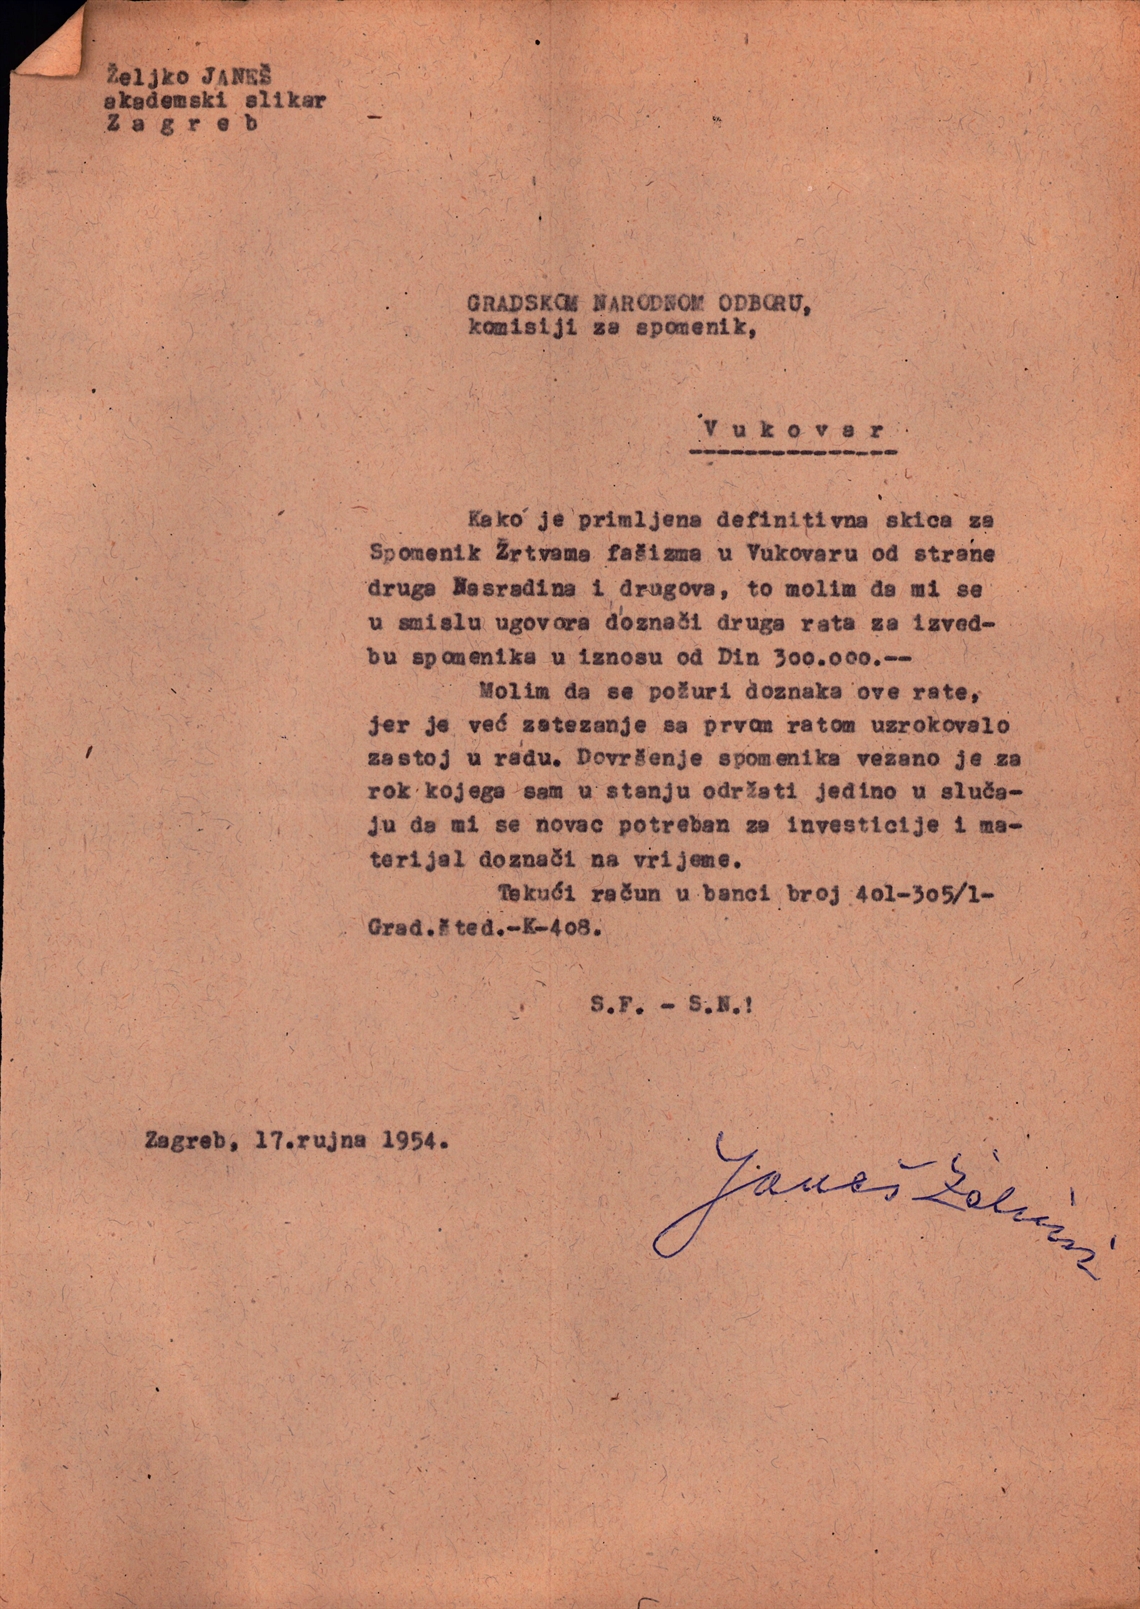 Željko JANEŠ
akademski slikar
Z a g r e b
GRADSKOM NARODNOM ODBORU,
komisiji za spomenik,
V u k o v a r
Kako je primljena definitivna skica za
Spomenik Žrtvama fašizma u Vukovaru od strane
druga Nasradina i drugova, to molim da mi se
u smislu ugovora doznači druga rata za izved-
bu spomenika u iznosu od Din 300.000.--
Molim da se požuri doznaka ove rate,
jer je već zatezanje sa prvom ratom uzrokovalo
zastoj u radu. Dovršenje spomenika vezano je za
rok kojega sam u stanju održati jedino u sluča-
ju da mi se novac potreban za investicije i ma-
terijal doznači na vrijeme.
Tekući račun u banci broj 401-305/1-
Grad.šted.-K-408.
S.F. - S.N.!
Zagreb, 17.rujna 1954.
Janeš